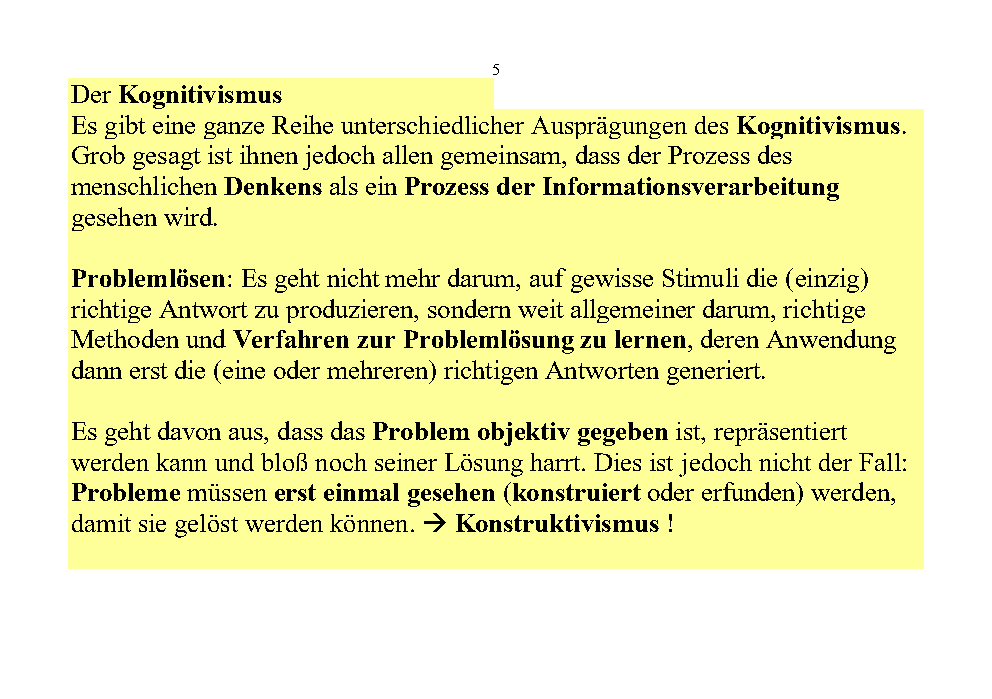 5
Der Kognitivismus
Es gibt eine ganze Reihe unterschiedlicher Ausprägungen des Kognitivismus.
Grob gesagt ist ihnen jedoch allen gemeinsam, dass der Prozess des
menschlichen Denkens als ein Prozess der Informationsverarbeitung
gesehen wird.
Problemlösen: Es geht nicht mehr darum, auf gewisse Stimuli die (einzig)
richtige Antwort zu produzieren, sondern weit allgemeiner darum, richtige
Methoden und Verfahren zur Problemlösung zu lernen, deren Anwendung
dann erst die (eine oder mehreren) richtigen Antworten generiert.
Es geht davon aus, dass das Problem objektiv gegeben ist, repräsentiert
werden kann und bloß noch seiner Lösung harrt. Dies ist jedoch nicht der Fall:
Probleme müssen erst einmal gesehen (konstruiert oder erfunden) werden,
damit sie gelöst werden können. → Konstruktivismus !